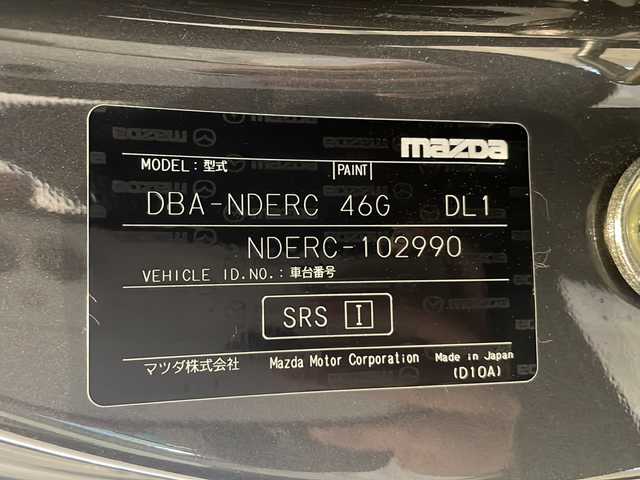 mazda
MODEL:型式 PAINT
DBA-NDERC 46G DL1
NDERC-102990
VEHICLE ID.NO.:車台番号
SRS I
マツダ株式会社 Mazda Motor Corporation Made in Japan
(D10A)